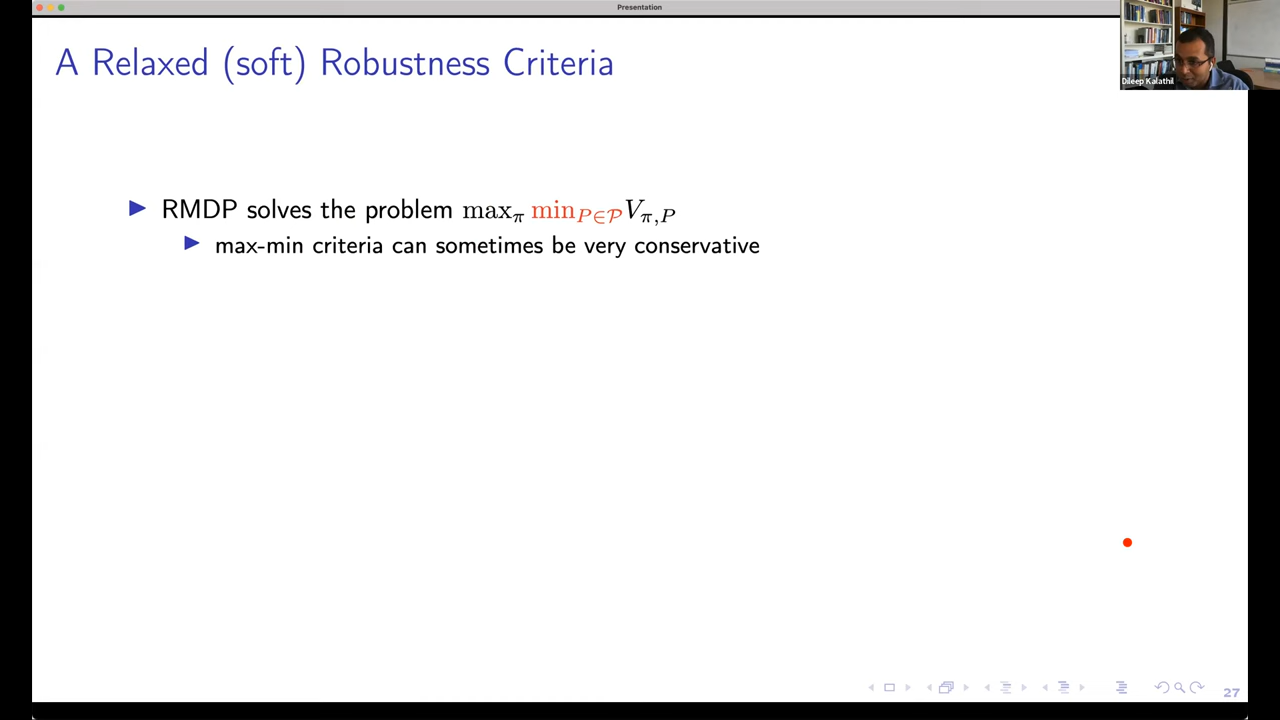 Presentation
A Relaxed (soft) Robustness Criteria
Dileep Kalathil
RMDP solves the problem max_π min_{P∈𝒫} V_{π,P}
max-min criteria can sometimes be very conservative
27